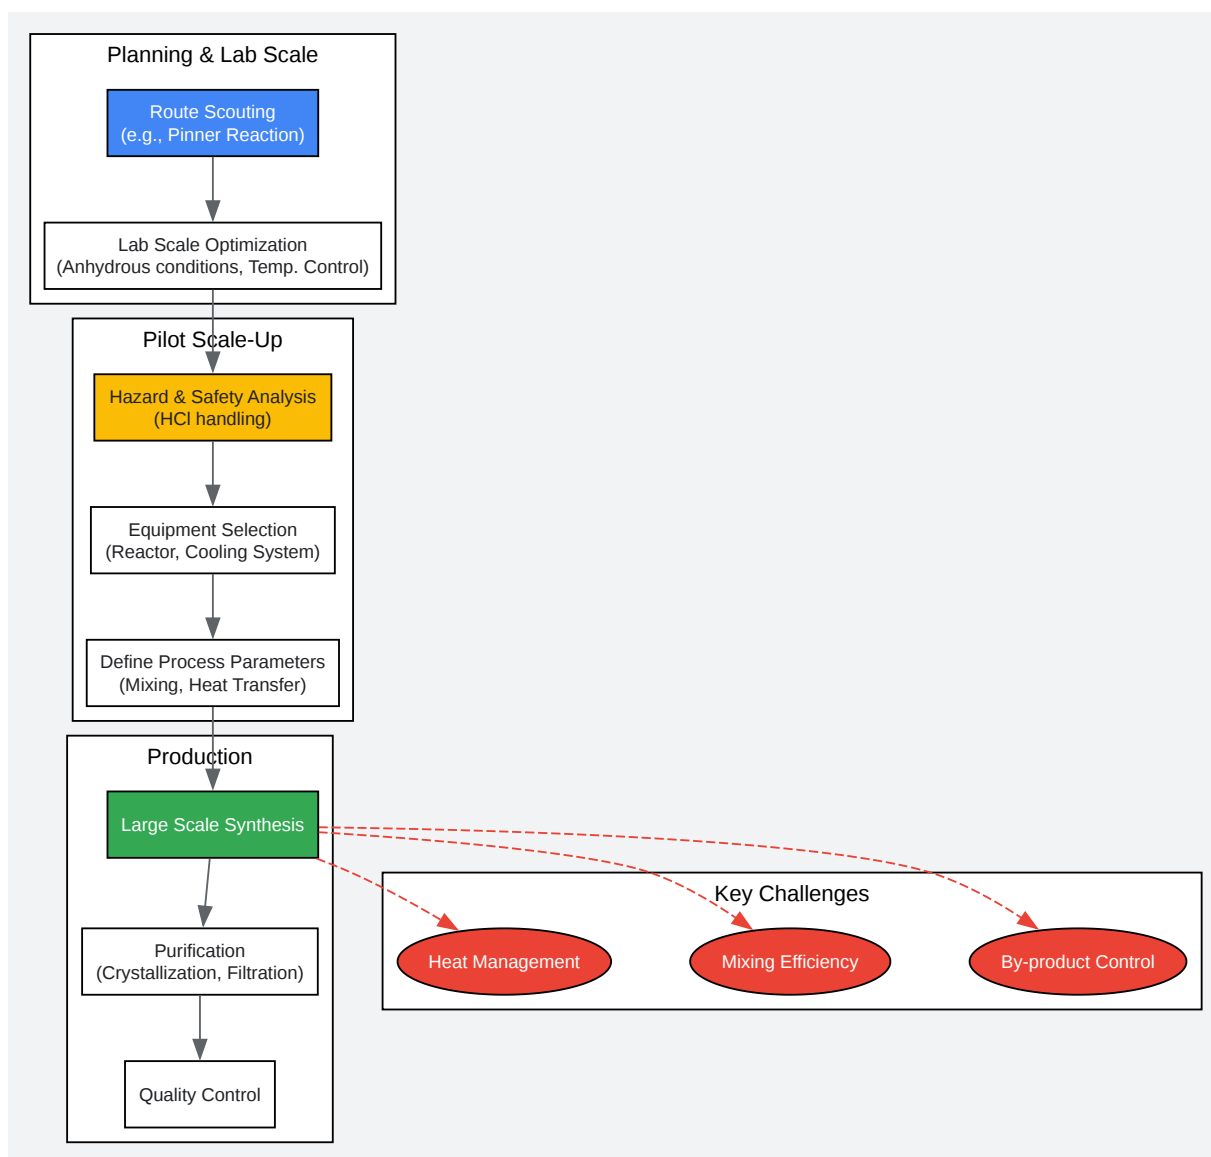 Planning & Lab Scale
Route Scouting
(e.g., Pinner Reaction)
Lab Scale Optimization
(Anhydrous conditions, Temp. Control)
Pilot Scale-Up
Hazard & Safety Analysis
(HCl handling)
Equipment Selection
(Reactor, Cooling System)
Define Process Parameters
(Mixing, Heat Transfer)
Production
Large Scale Synthesis
Key Challenges
Heat Management
Mixing Efficiency
By-product Control
Purification
(Crystallization, Filtration)
Quality Control